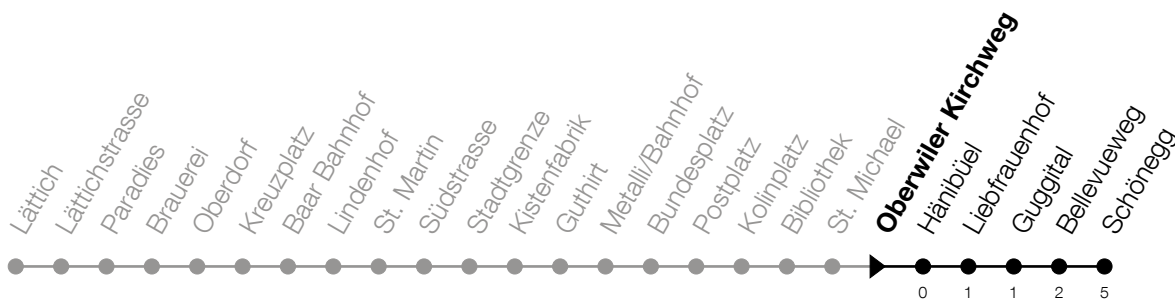 Lättich
Lättichstrasse
Paradies
Brauerei
Oberdorf
Kreuzplatz
Baar Bahnhof
Lindenhof
St. Martin
Südstrasse
Stadtgrenze
Kistenfabrik
Guthirt
Metalli/Bahnhof
Bundesplatz
Postplatz
Kolinplatz
Bibliothek
St. Michael
Oberwiler Kirchweg
Hänibüel
Liebfrauenhof
Guggital
Bellevueweg
Schönegg
0 1 1 2 5